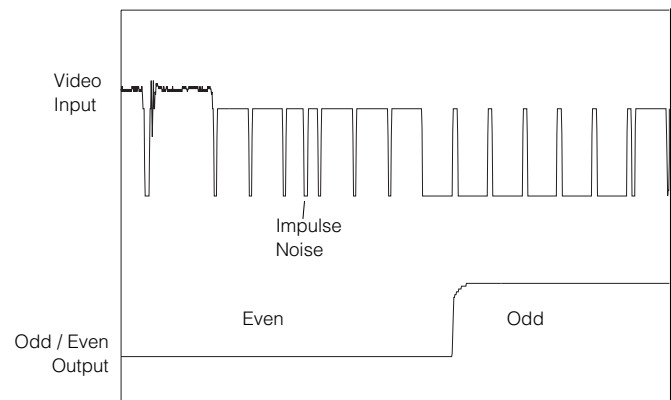 Video
Input
Impulse
Noise
Even
Odd
Odd / Even
Output